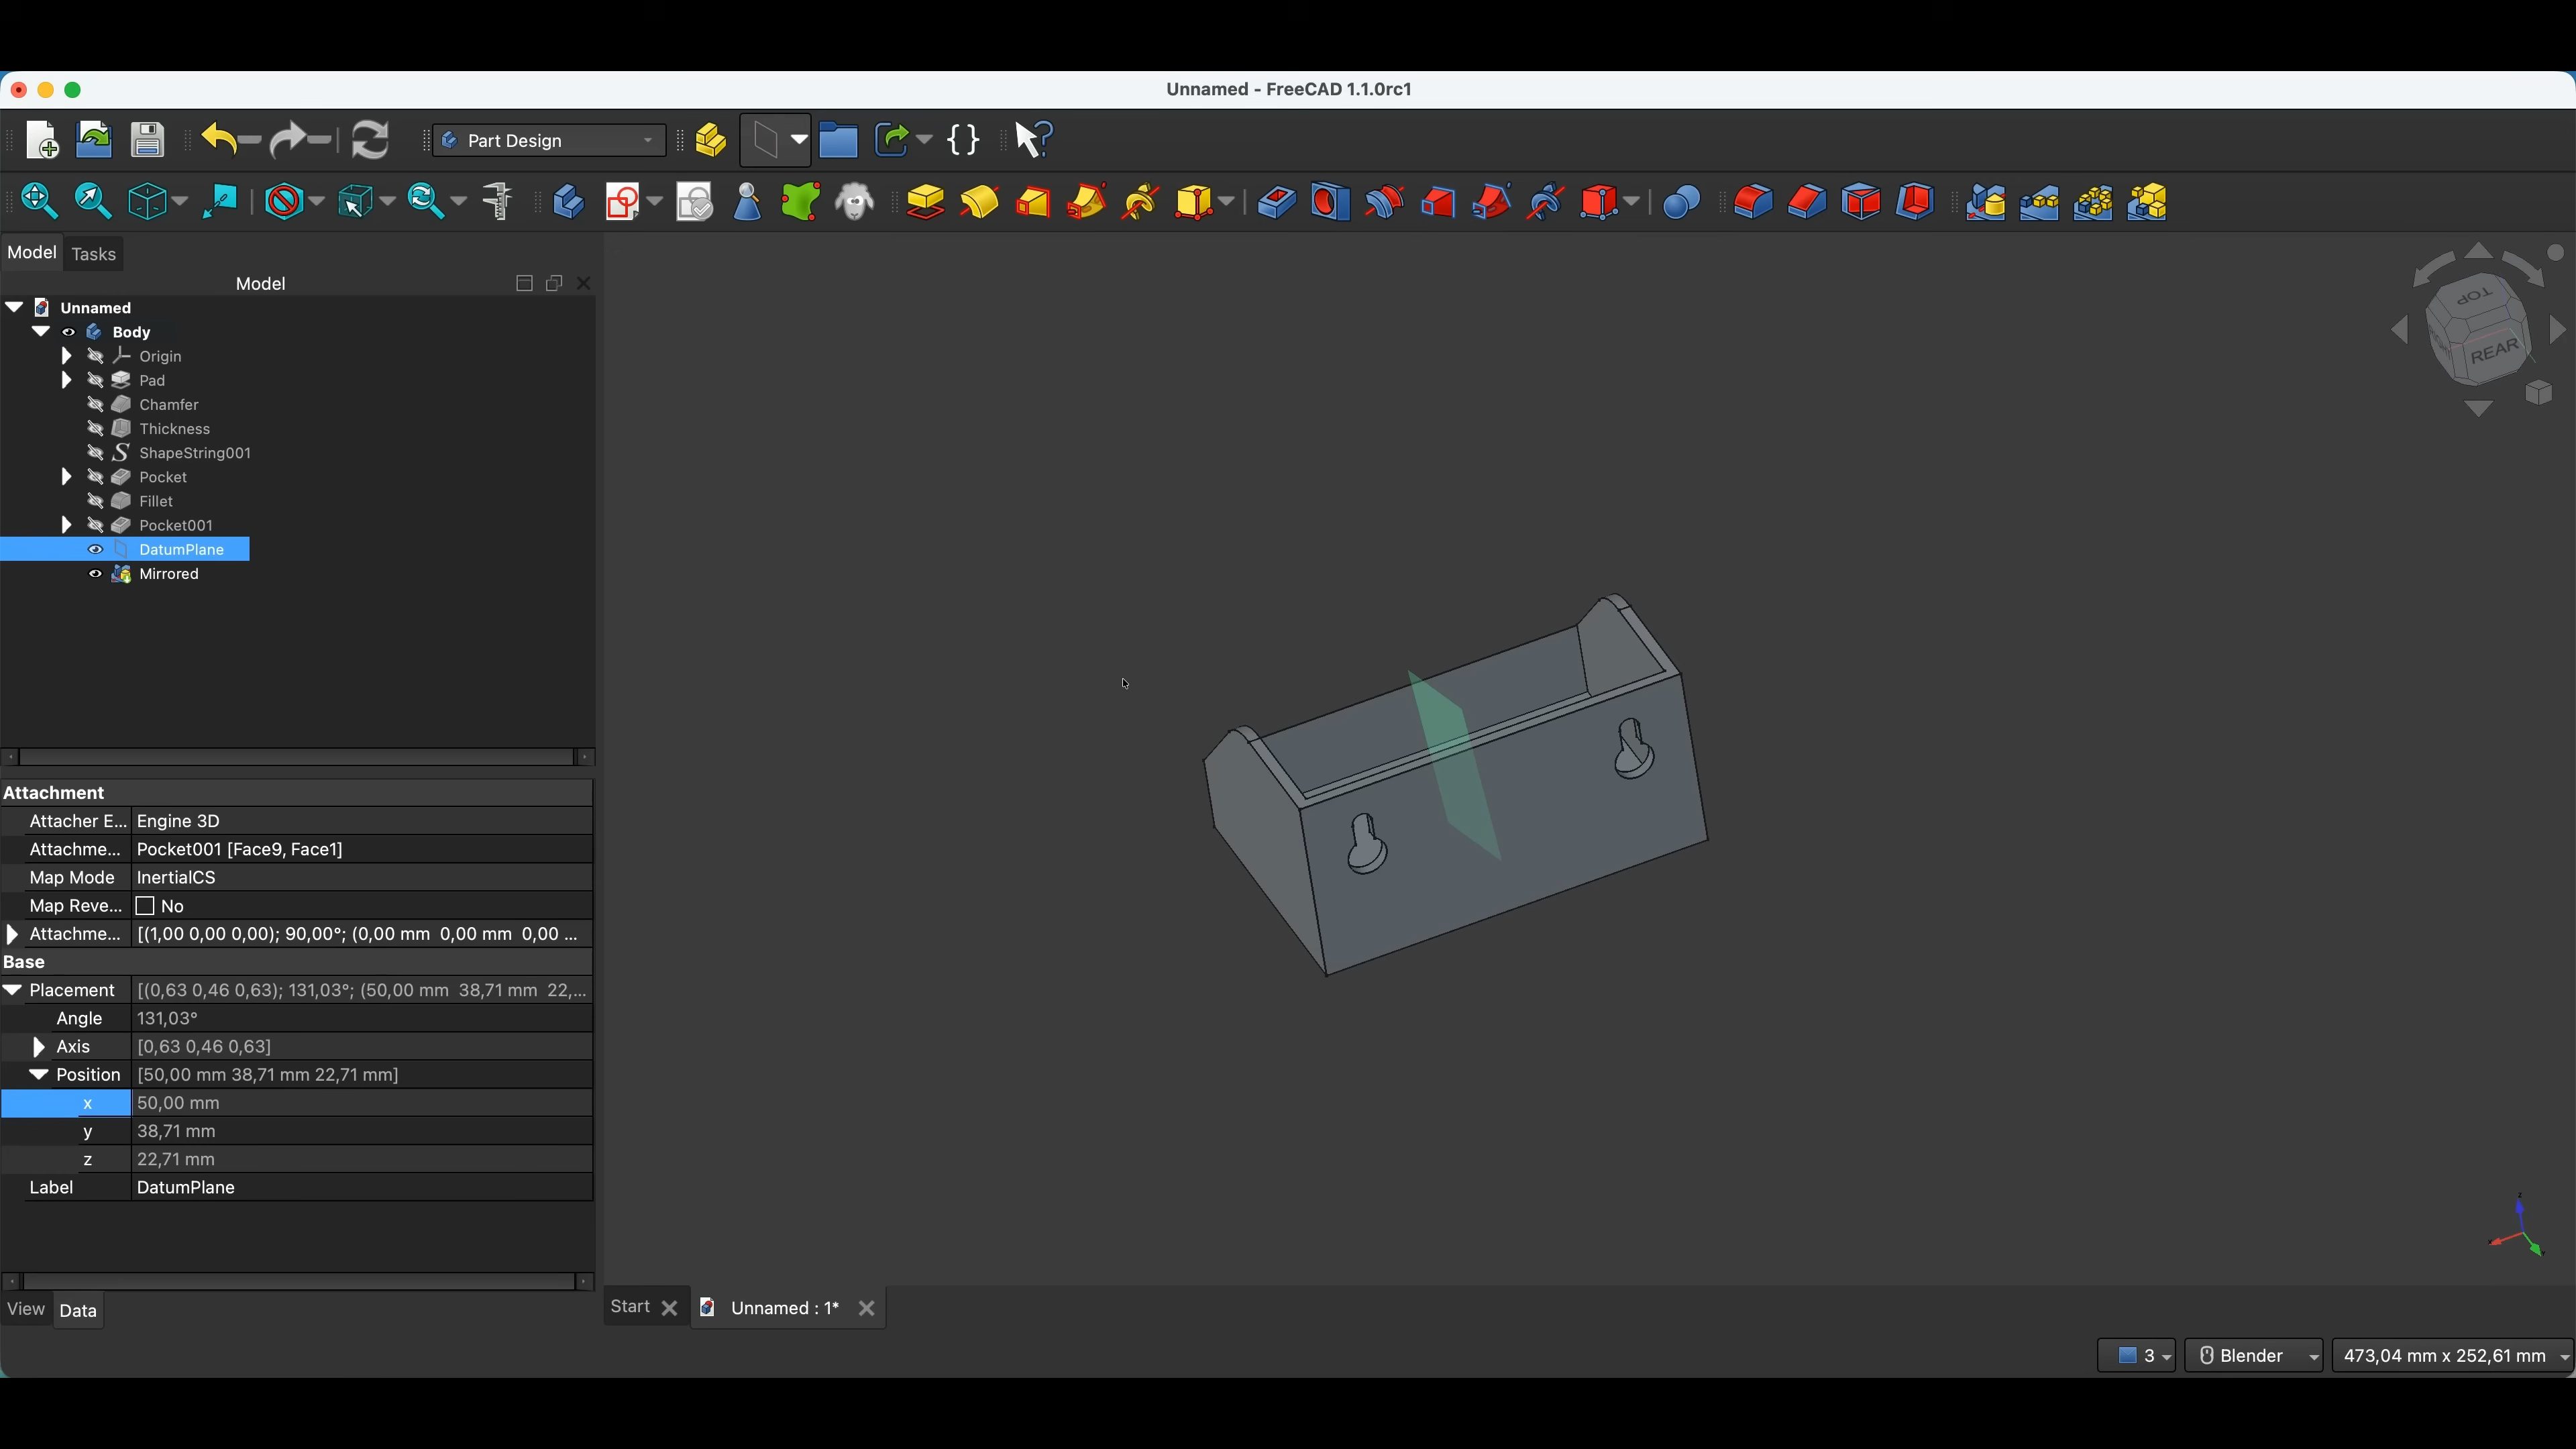 Unnamed - FreeCAD 1.1.0rc1
Part Design
Model
Tasks
Model
Unnamed
Body
Origin
Pad
Chamfer
Thickness
ShapeString001
Pocket
Fillet
Pocket001
DatumPlane
Mirrored
TOP
REAR
Attachment
Attacher E... Engine 3D
Attachme... Pocket001 [Face9, Face1]
Map Mode InertialCS
Map Reve... No
Attachme... [(1,00 0,00 0,00); 90,00°; (0,00 mm 0,00 mm 0,00 ...
Base
Placement [(0,63 0,46 0,63); 131,03°; (50,00 mm 38,71 mm 22,...
Angle 131,03°
Axis [0,63 0,46 0,63]
Position [50,00 mm 38,71 mm 22,71 mm]
x 50,00 mm
y 38,71 mm
z 22,71 mm
Label DatumPlane
View
Data
Start
Unnamed : 1*
3
Blender
473,04 mm x 252,61 mm